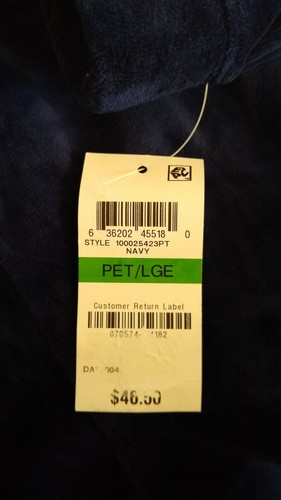 6 36202 45518 0
STYLE 100025423PT
NAVY
PET/LGE
Customer Return Label
$46.50